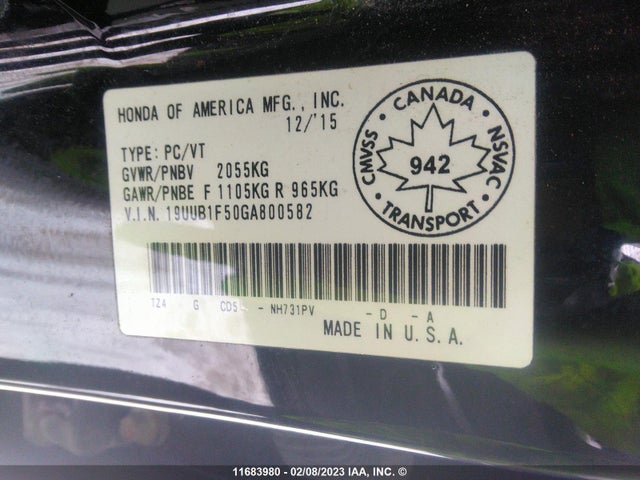 HONDA OF AMERICA MFG., INC.
12/'15
TYPE: PC/VT
GVWR/PNBV 2055KG
GAWR/PNBE F 1105KG R 965KG
V.I.N. 19UUB1F50GA800582
CANADA
CMVSS
NSVAC
942
TRANSPORT
TZ4 G CD5 - NH731PV - D - A
MADE IN U.S.A.
11683980 - 02/08/2023 IAA, INC. ©